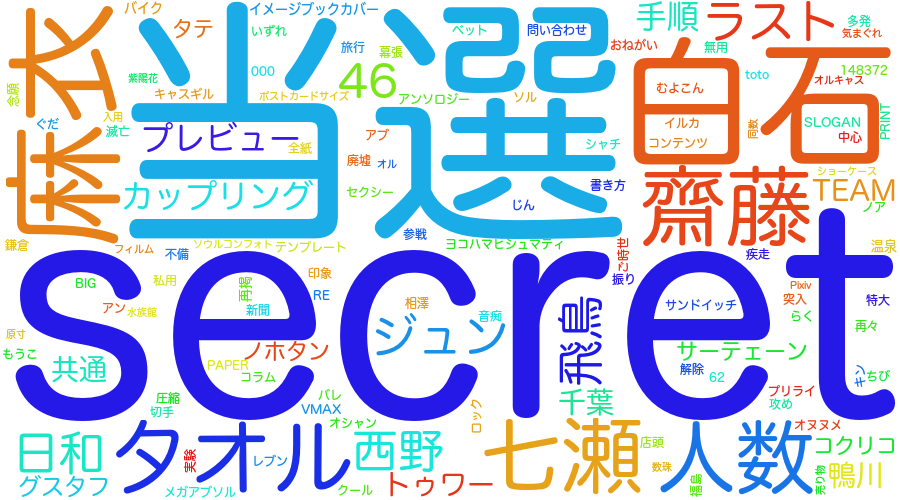 バイク
イメージブックカバー
タテ
いずれ
旅行
ペット
問い合わせ
手順
ラスト
多発
気まぐれ
おねがい
無用
麻衣
当選
白石
紫陽花
000
幕張
46
toto
148372
オルキャス
念願
キャスギル
ポストカードサイズ
アンソロジー
ソル
むよこん
入用
ぐだ
減亡
プレビュー
アブ
イルカ
同数
SLOGAN
PRINT
中心
全紙
廃墟
オル
シャチ
コンテンツ
カップリング
セクシー
書き方
齋藤
ショーケース
TEAM
じん
ノア
参戦
鎌倉
フィルム
不備
ソウルコンフォト
テンプレート
ヨコハマヒシュマティ
ご時世
疾走
温泉
secret
BIG
私用
再掲
印象
振り
Pixiv
突入
特大
アン
水族館
新聞
RE
相澤
音痴
飛鳥
サンドイッチ
らく
再々
原寸
もうこ
ノホタン
ジュン
サーテェーン
共通
PAPER
コラム
解除
62
キン
ちび
圧縮
バレ
千葉
プリライ
攻め
切手
VMAX
ロック
オシャン
オヌヌメ
日和
タオル
西野
七瀬
人数
店頭
コクリコ
実験
レブン
数珠
グスタフ
メガアブソル
クール
トゥワー
福島
売り物
鴨川